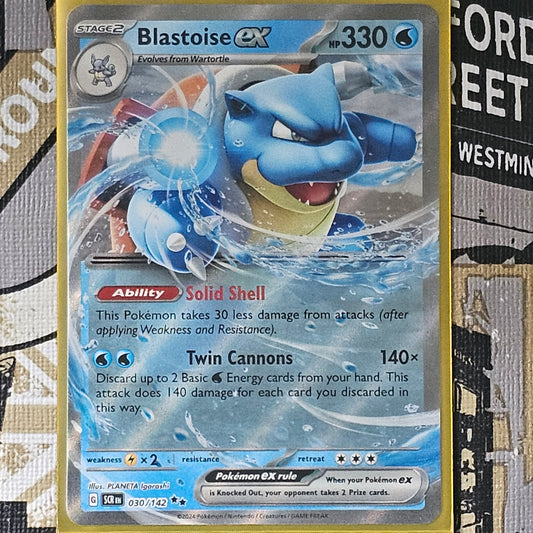 STAGE2 Blastoise ex HP 330
Evolves from Wartortle
Ability Solid Shell
This Pokémon takes 30 less damage from attacks (after
applying Weakness and Resistance).
Twin Cannons 140×
Discard up to 2 Basic Energy cards from your hand. This
attack does 140 damage for each card you discarded in
this way.
weakness ×2 resistance retreat
Illus. PLANETA Igarashi
Pokémon ex rule When your Pokémon ex
is Knocked Out, your opponent takes 2 Prize cards.
G SCR EN 030/142
©2024 Pokémon / Nintendo / Creatures / GAME FREAK
FORD
REET
WESTMIN